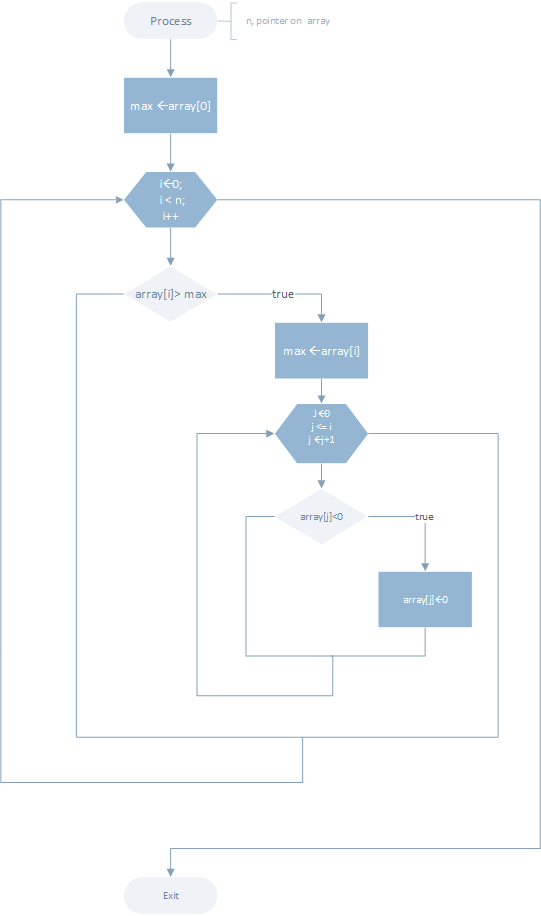 Process
n, pointer on array
max ←array[0]
i←0;
i < n;
i++
array[i]> max
true
max ←array[i]
J←0
j <= i
j ←j+1
array[j]<0
true
array[j]←0
Exit